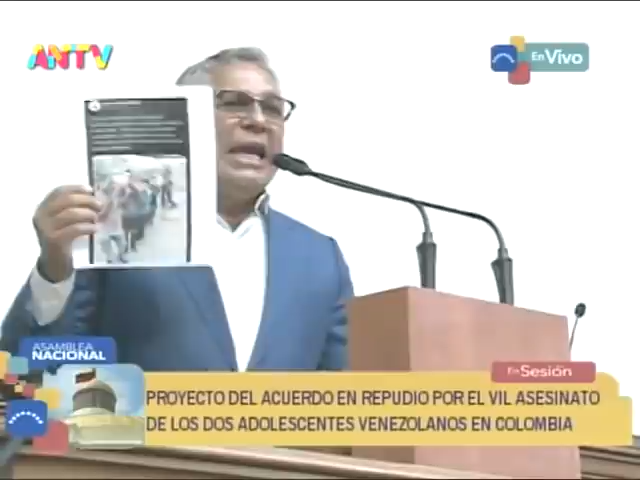 ANTV
En Vivo
ASAMBLEA
NACIONAL
En Sesión
PROYECTO DEL ACUERDO EN REPUDIO POR EL VIL ASESINATO
DE LOS DOS ADOLESCENTES VENEZOLANOS EN COLOMBIA